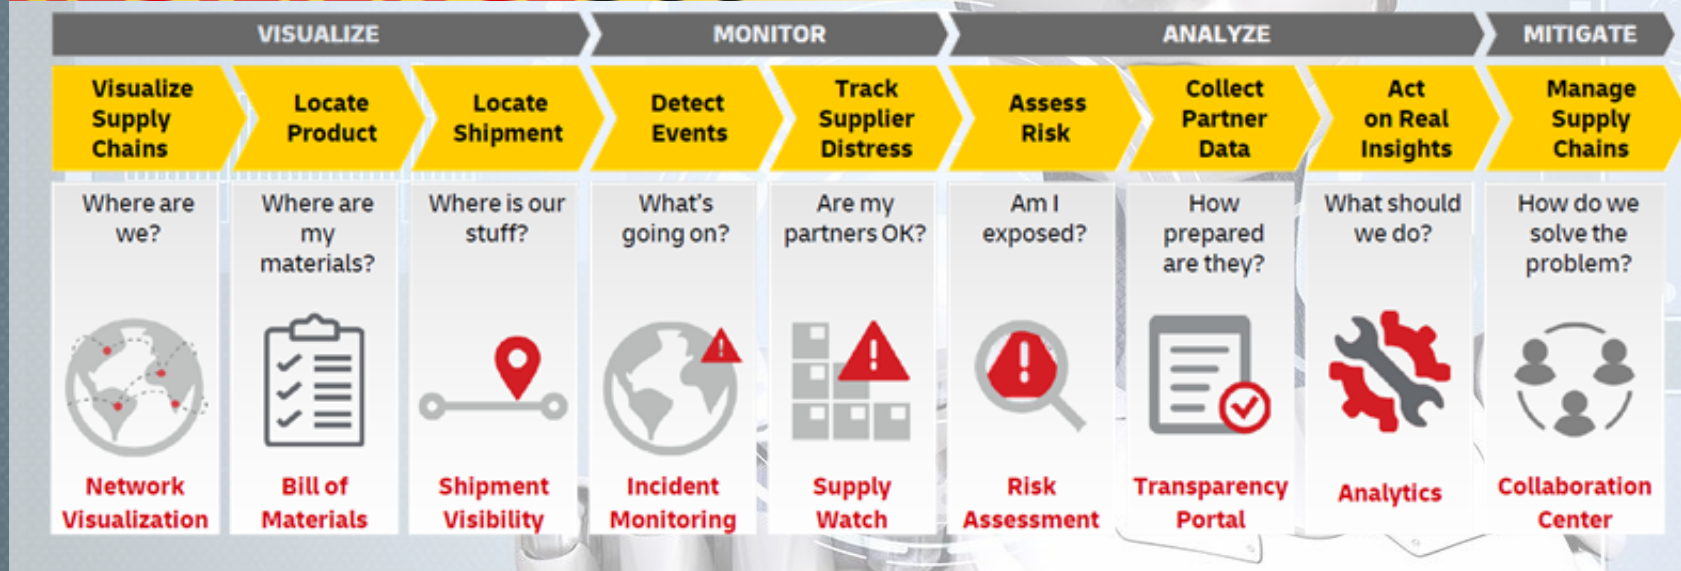 VISUALIZE
MONITOR
ANALYZE
MITIGATE
Visualize
Supply
Chains
Locate
Product
Locate
Shipment
Detect
Events
Track
Supplier
Distress
Assess
Risk
Collect
Partner
Data
Act
on Real
Insights
Manage
Supply
Chains
Where are
we?
Where are
my
materials?
Where is our
stuff?
What's
going on?
Are my
partners OK?
Am I
exposed?
How
prepared
are they?
What should
we do?
How do we
solve the
problem?
Network
Visualization
Bill of
Materials
Shipment
Visibility
Incident
Monitoring
Supply
Watch
Risk
Assessment
Transparency
Portal
Analytics
Collaboration
Center